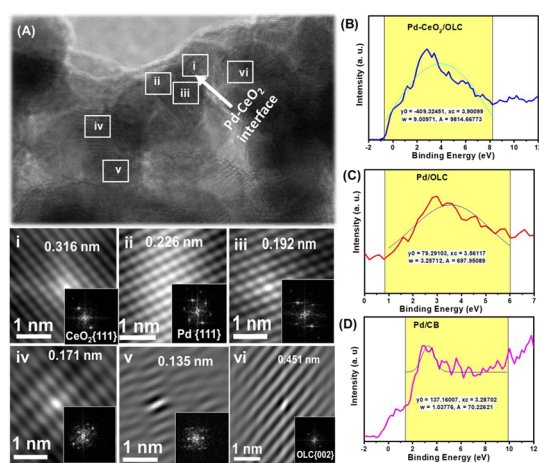 (A)
i
ii
iii
iv
v
vi
Pd-CeO2
interface
i
0.316 nm
1 nm
CeO2{111}
ii
0.226 nm
1 nm
Pd {111}
iii
0.192 nm
1 nm
iv
0.171 nm
1 nm
v
0.135 nm
1 nm
vi
0.451 nm
1 nm
OLC{002}
(B)
Pd-CeO2/OLC
Intensity (a. u.)
y0 = -409.32451, xc = 3.90099
w = 9.00971, A = 9814.66773
-2 0 2 4 6 8 10 12
Binding Energy (eV)
(C)
Pd/OLC
Intensity (a. u.)
y0 = 79.29103, xc = 3.56117
w = 3.25712, A = 697.95089
0 1 2 3 4 5 6 7
Binding Energy (eV)
(D)
Pd/CB
Intensity (a.u)
y0 = 137.16007, xc = 3.28702
w = 1.03776, A = 70.22621
-2 0 2 4 6 8 10 12
Binding Energy (eV)